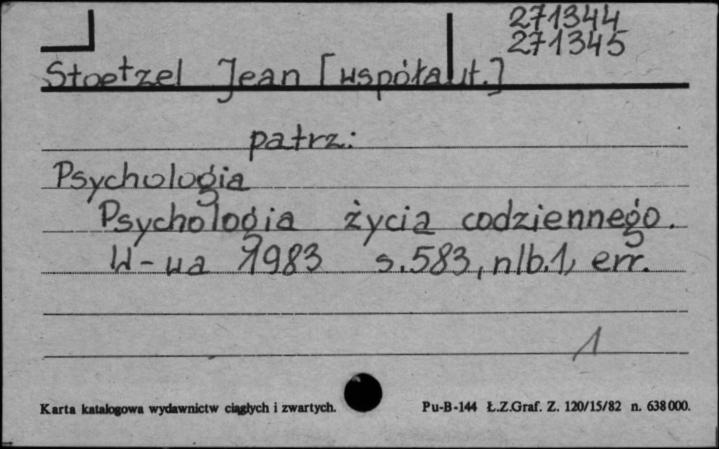 271344
271345
Stoetzel Jean [współaut.]
patrz:
Psychologia
Psychologia życia codziennego.
W-wa 1983 s.583, nlb.1, err.
1
Karta katalogowa wydawnictw ciągłych i zwartych.
Pu-B-144 Ł.Z.Graf. Z. 120/15/82 n. 638000.